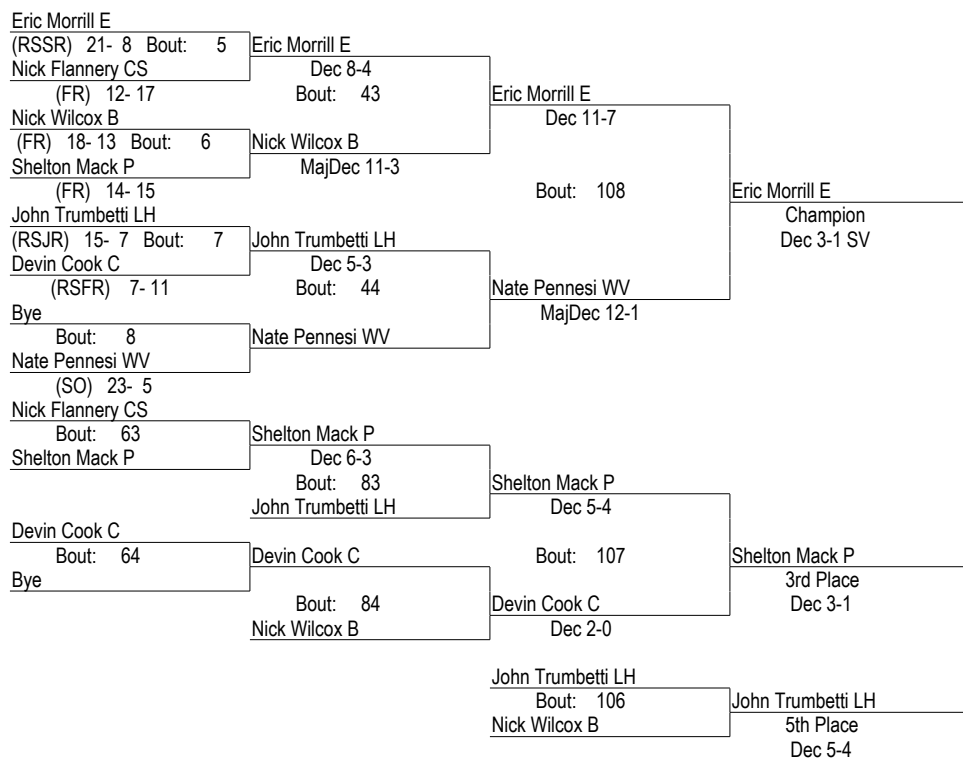 Eric Morrill E
(RSSR) 21- 8 Bout: 5 Eric Morrill E
Nick Flannery CS Dec 8-4
(FR) 12- 17 Bout: 43 Eric Morrill E
Nick Wilcox B Dec 11-7
(FR) 18- 13 Bout: 6 Nick Wilcox B
Shelton Mack P MajDec 11-3
(FR) 14- 15 Bout: 108 Eric Morrill E
John Trumbetti LH Champion
(RSJR) 15- 7 Bout: 7 John Trumbetti LH Dec 3-1 SV
Devin Cook C Dec 5-3
(RSFR) 7- 11 Bout: 44 Nate Pennesi WV
Bye MajDec 12-1
Bout: 8 Nate Pennesi WV
Nate Pennesi WV
(SO) 23- 5
Nick Flannery CS
Bout: 63 Shelton Mack P
Shelton Mack P Dec 6-3
Bout: 83 Shelton Mack P
John Trumbetti LH Dec 5-4
Devin Cook C
Bout: 64 Devin Cook C Bout: 107 Shelton Mack P
Bye 3rd Place
Bout: 84 Devin Cook C Dec 3-1
Nick Wilcox B Dec 2-0
John Trumbetti LH
Bout: 106 John Trumbetti LH
Nick Wilcox B 5th Place
Dec 5-4